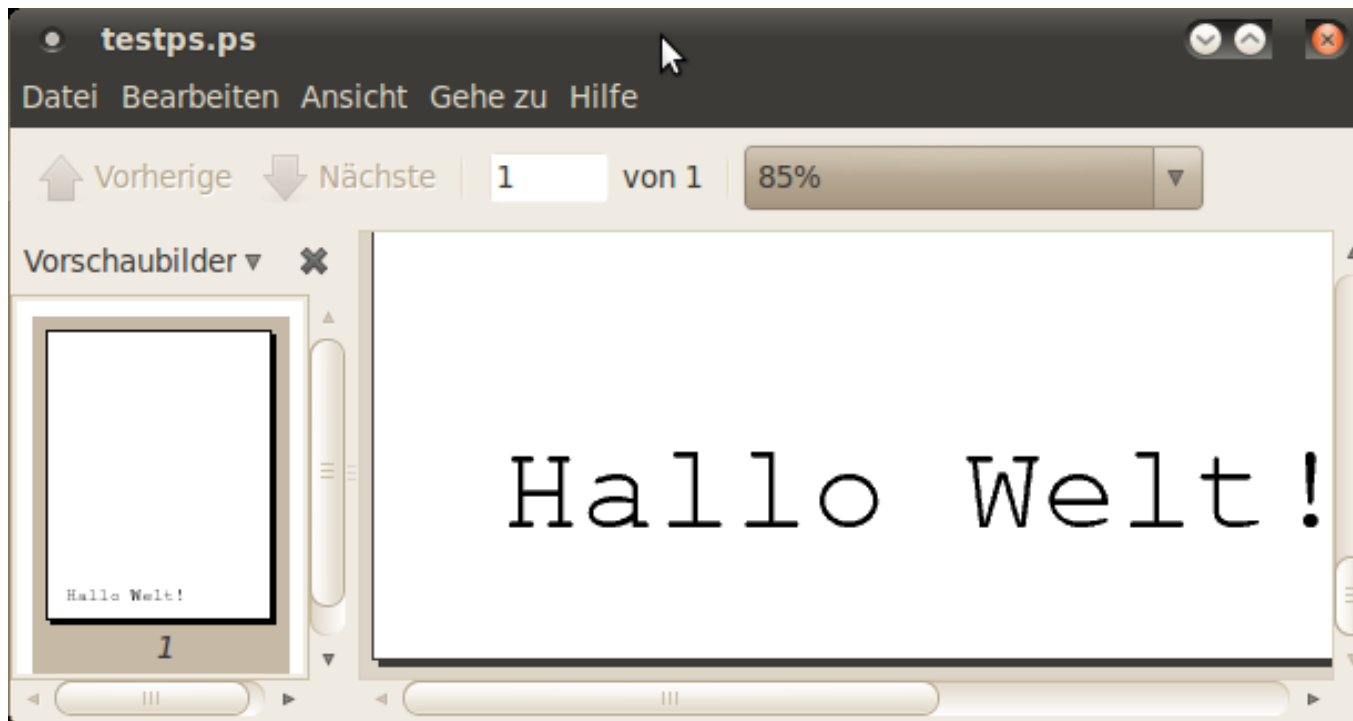 testps.ps
Datei Bearbeiten Ansicht Gehe zu Hilfe
Vorherige Nächste 1 von 1 85%
Vorschaubilder
Hallo Welt!
Hallo Welt!
1